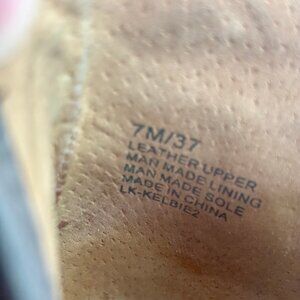 7M/37
LEATHER UPPER
MAN MADE LINING
MAN MADE SOLE
MADE IN CHINA
LK-KELBIE2